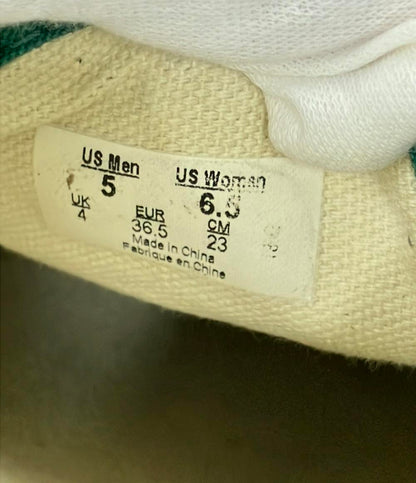 US Men US Woman
5 6.5
UK EUR CM
4 36.5 23
Made in China
Fabrique en Chine